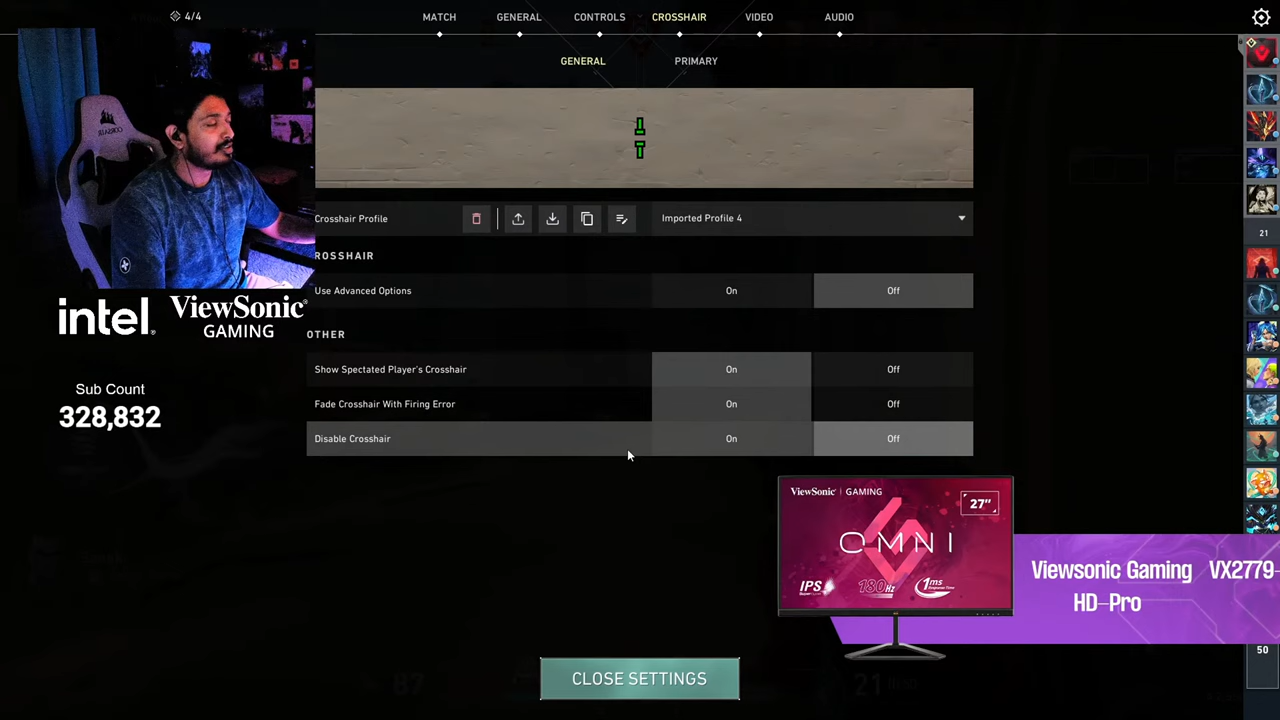 4/4
MATCH
GENERAL
CONTROLS
CROSSHAIR
VIDEO
AUDIO
GENERAL
PRIMARY
Crosshair Profile
Imported Profile 4
ROSSHAIR
Use Advanced Options
On
Off
OTHER
Show Spectated Player's Crosshair
On
Off
Fade Crosshair With Firing Error
On
Off
Disable Crosshair
On
Off
CORSAIR
intel.
ViewSonic®
GAMING
Sub Count
328,832
ViewSonic | GAMING
27"
OMNI
IPS
180Hz
1ms
Viewsonic Gaming VX2779-
HD-Pro
CLOSE SETTINGS
21
50
87
21